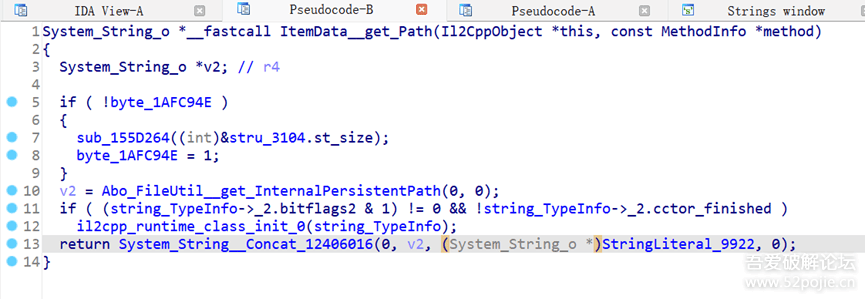 IDA View-A Pseudocode-B Pseudocode-A Strings window
1 System_String_o *__fastcall ItemData__get_Path(Il2CppObject *this, const MethodInfo *method)
2 {
3 System_String_o *v2; // r4
4
5 if ( !byte_1AFC94E )
6 {
7 sub_155D264((int)&stru_3104.st_size);
8 byte_1AFC94E = 1;
9 }
10 v2 = Abo_FileUtil__get_InternalPersistentPath(0, 0);
11 if ( (string_TypeInfo->_2.bitflags2 & 1) != 0 && !string_TypeInfo->_2.cctor_finished )
12 il2cpp_runtime_class_init_0(string_TypeInfo);
13 return System_String__Concat_12406016(0, v2, (System_String_o *)StringLiteral_9922, 0);
14 }
吾爱破解论坛
www.52pojie.cn